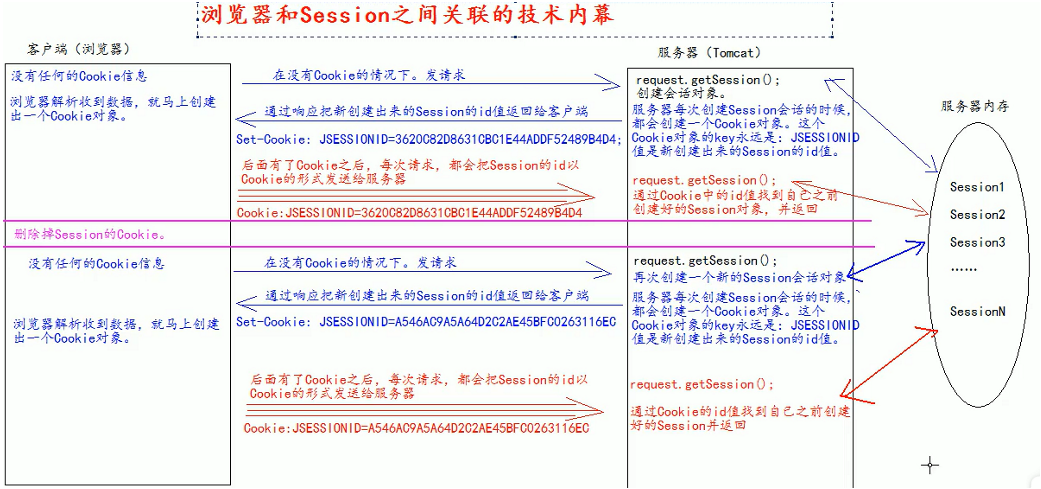 浏览器和Session之间关联的技术内幕
客户端（浏览器）
服务器（Tomcat）
没有任何的Cookie信息
浏览器解析收到数据，就马上创建
出一个Cookie对象。
在没有Cookie的情况下。发请求
通过响应把新创建出来的Session的id值返回给客户端
Set-Cookie: JSESSIONID=3620C82D8631CBC1E44ADDF52489B4D4;
后面有了Cookie之后，每次请求，都会把Session的id以
Cookie的形式发送给服务器
Cookie:JSESSIONID=3620C82D8631CBC1E44ADDF52489B4D4
request.getSession();
创建会话对象。
服务器每次创建Session会话的时候，
都会创建一个Cookie对象。这个
Cookie对象的key永远是：JSESSIONID
值是新创建出来的Session的id值。
request.getSession();
通过Cookie中的id值找到自己之前
创建好的Session对象，并返回
服务器内存
Session1
Session2
Session3
......
SessionN
删除掉Session的Cookie。
没有任何的Cookie信息
浏览器解析收到数据，就马上创建
出一个Cookie对象。
在没有Cookie的情况下。发请求
通过响应把新创建出来的Session的id值返回给客户端
Set-Cookie: JSESSIONID=A546AC9A5A64D2C2AE45BFC0263116EC
后面有了Cookie之后，每次请求，都会把Session的id以
Cookie的形式发送给服务器
Cookie:JSESSIONID=A546AC9A5A64D2C2AE45BFC0263116EC
request.getSession();
再次创建一个新的Session会话对象
服务器每次创建Session会话的时候，
都会创建一个Cookie对象。这个
Cookie对象的key永远是：JSESSIONID
值是新创建出来的Session的id值。
request.getSession();
通过Cookie的id值找到自己之前创建
好的Session并返回